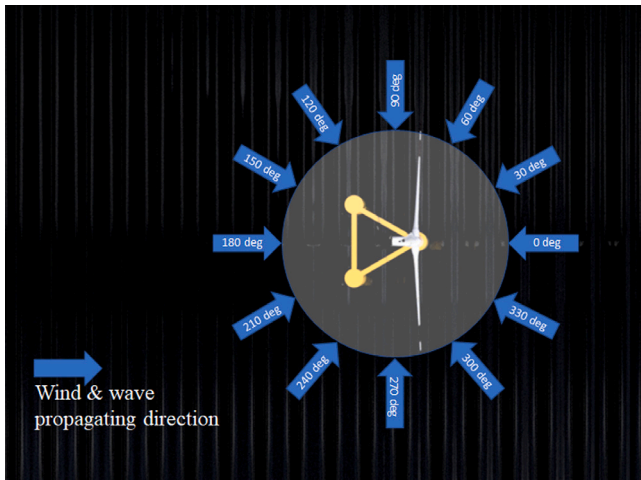 90 deg
120 deg
60 deg
150 deg
30 deg
180 deg
0 deg
210 deg
330 deg
240 deg
300 deg
270 deg
Wind & wave
propagating direction